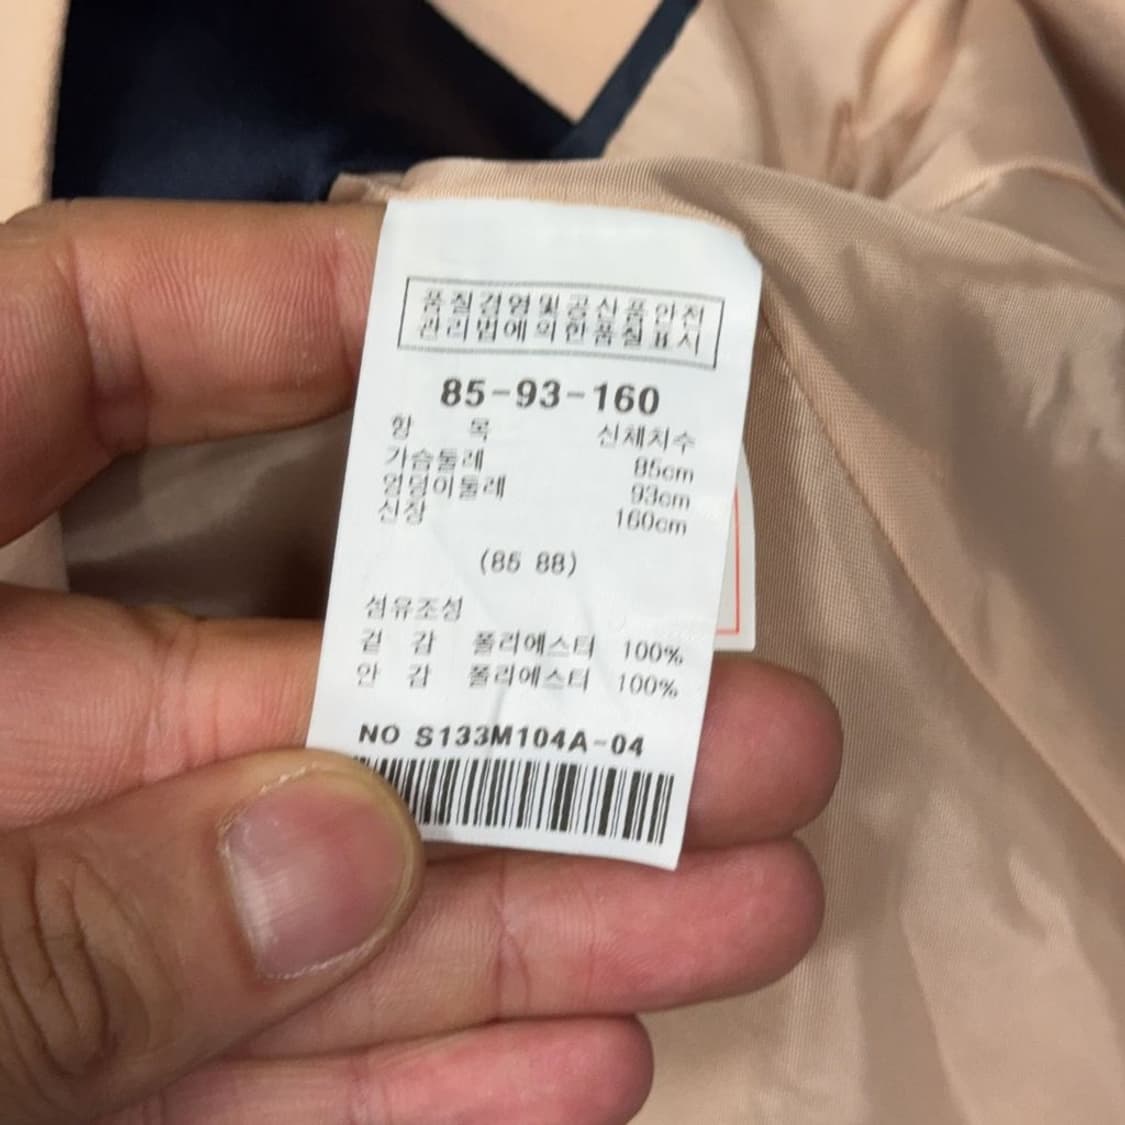 품질경영및공산품안전
관리법에의한품질표시
85-93-160
항 목 신체치수
가슴둘레 85cm
엉덩이둘레 93cm
신장 160cm
(85 88)
섬유조성
겉 감 폴리에스터 100%
안 감 폴리에스터 100%
NO S133M104A-04